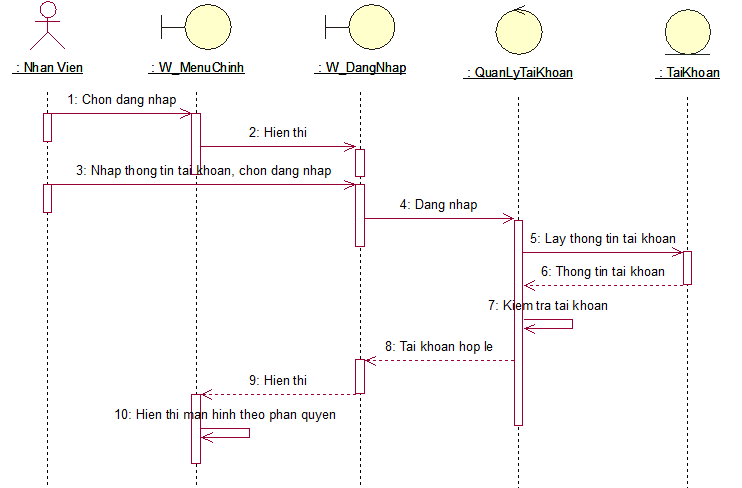 : Nhan Vien
: W_MenuChinh
: W_DangNhap
: QuanLyTaiKhoan
: TaiKhoan
1: Chon dang nhap
2: Hien thi
3: Nhap thong tin tai khoan, chon dang nhap
4: Dang nhap
5: Lay thong tin tai khoan
6: Thong tin tai khoan
7: Kiem tra tai khoan
8: Tai khoan hop le
9: Hien thi
10: Hien thi man hinh theo phan quyen